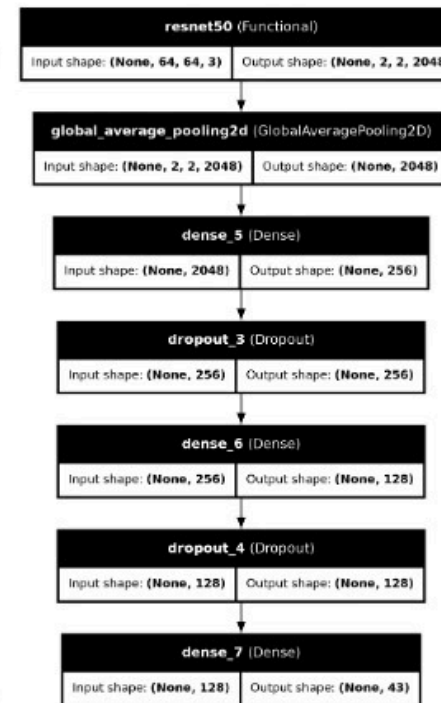 resnet50 (Functional)
Input shape: (None, 64, 64, 3) Output shape: (None, 2, 2, 2048
global_average_pooling2d (GlobalAveragePooling2D)
Input shape: (None, 2, 2, 2048) Output shape: (None, 2048)
dense_5 (Dense)
Input shape: (None, 2048) Output shape: (None, 256)
dropout_3 (Dropout)
Input shape: (None, 256) Output shape: (None, 256)
dense_6 (Dense)
Input shape: (None, 256) Output shape: (None, 128)
dropout_4 (Dropout)
Input shape: (None, 128) Output shape: (None, 128)
dense_7 (Dense)
Input shape: (None, 128) Output shape: (None, 43)